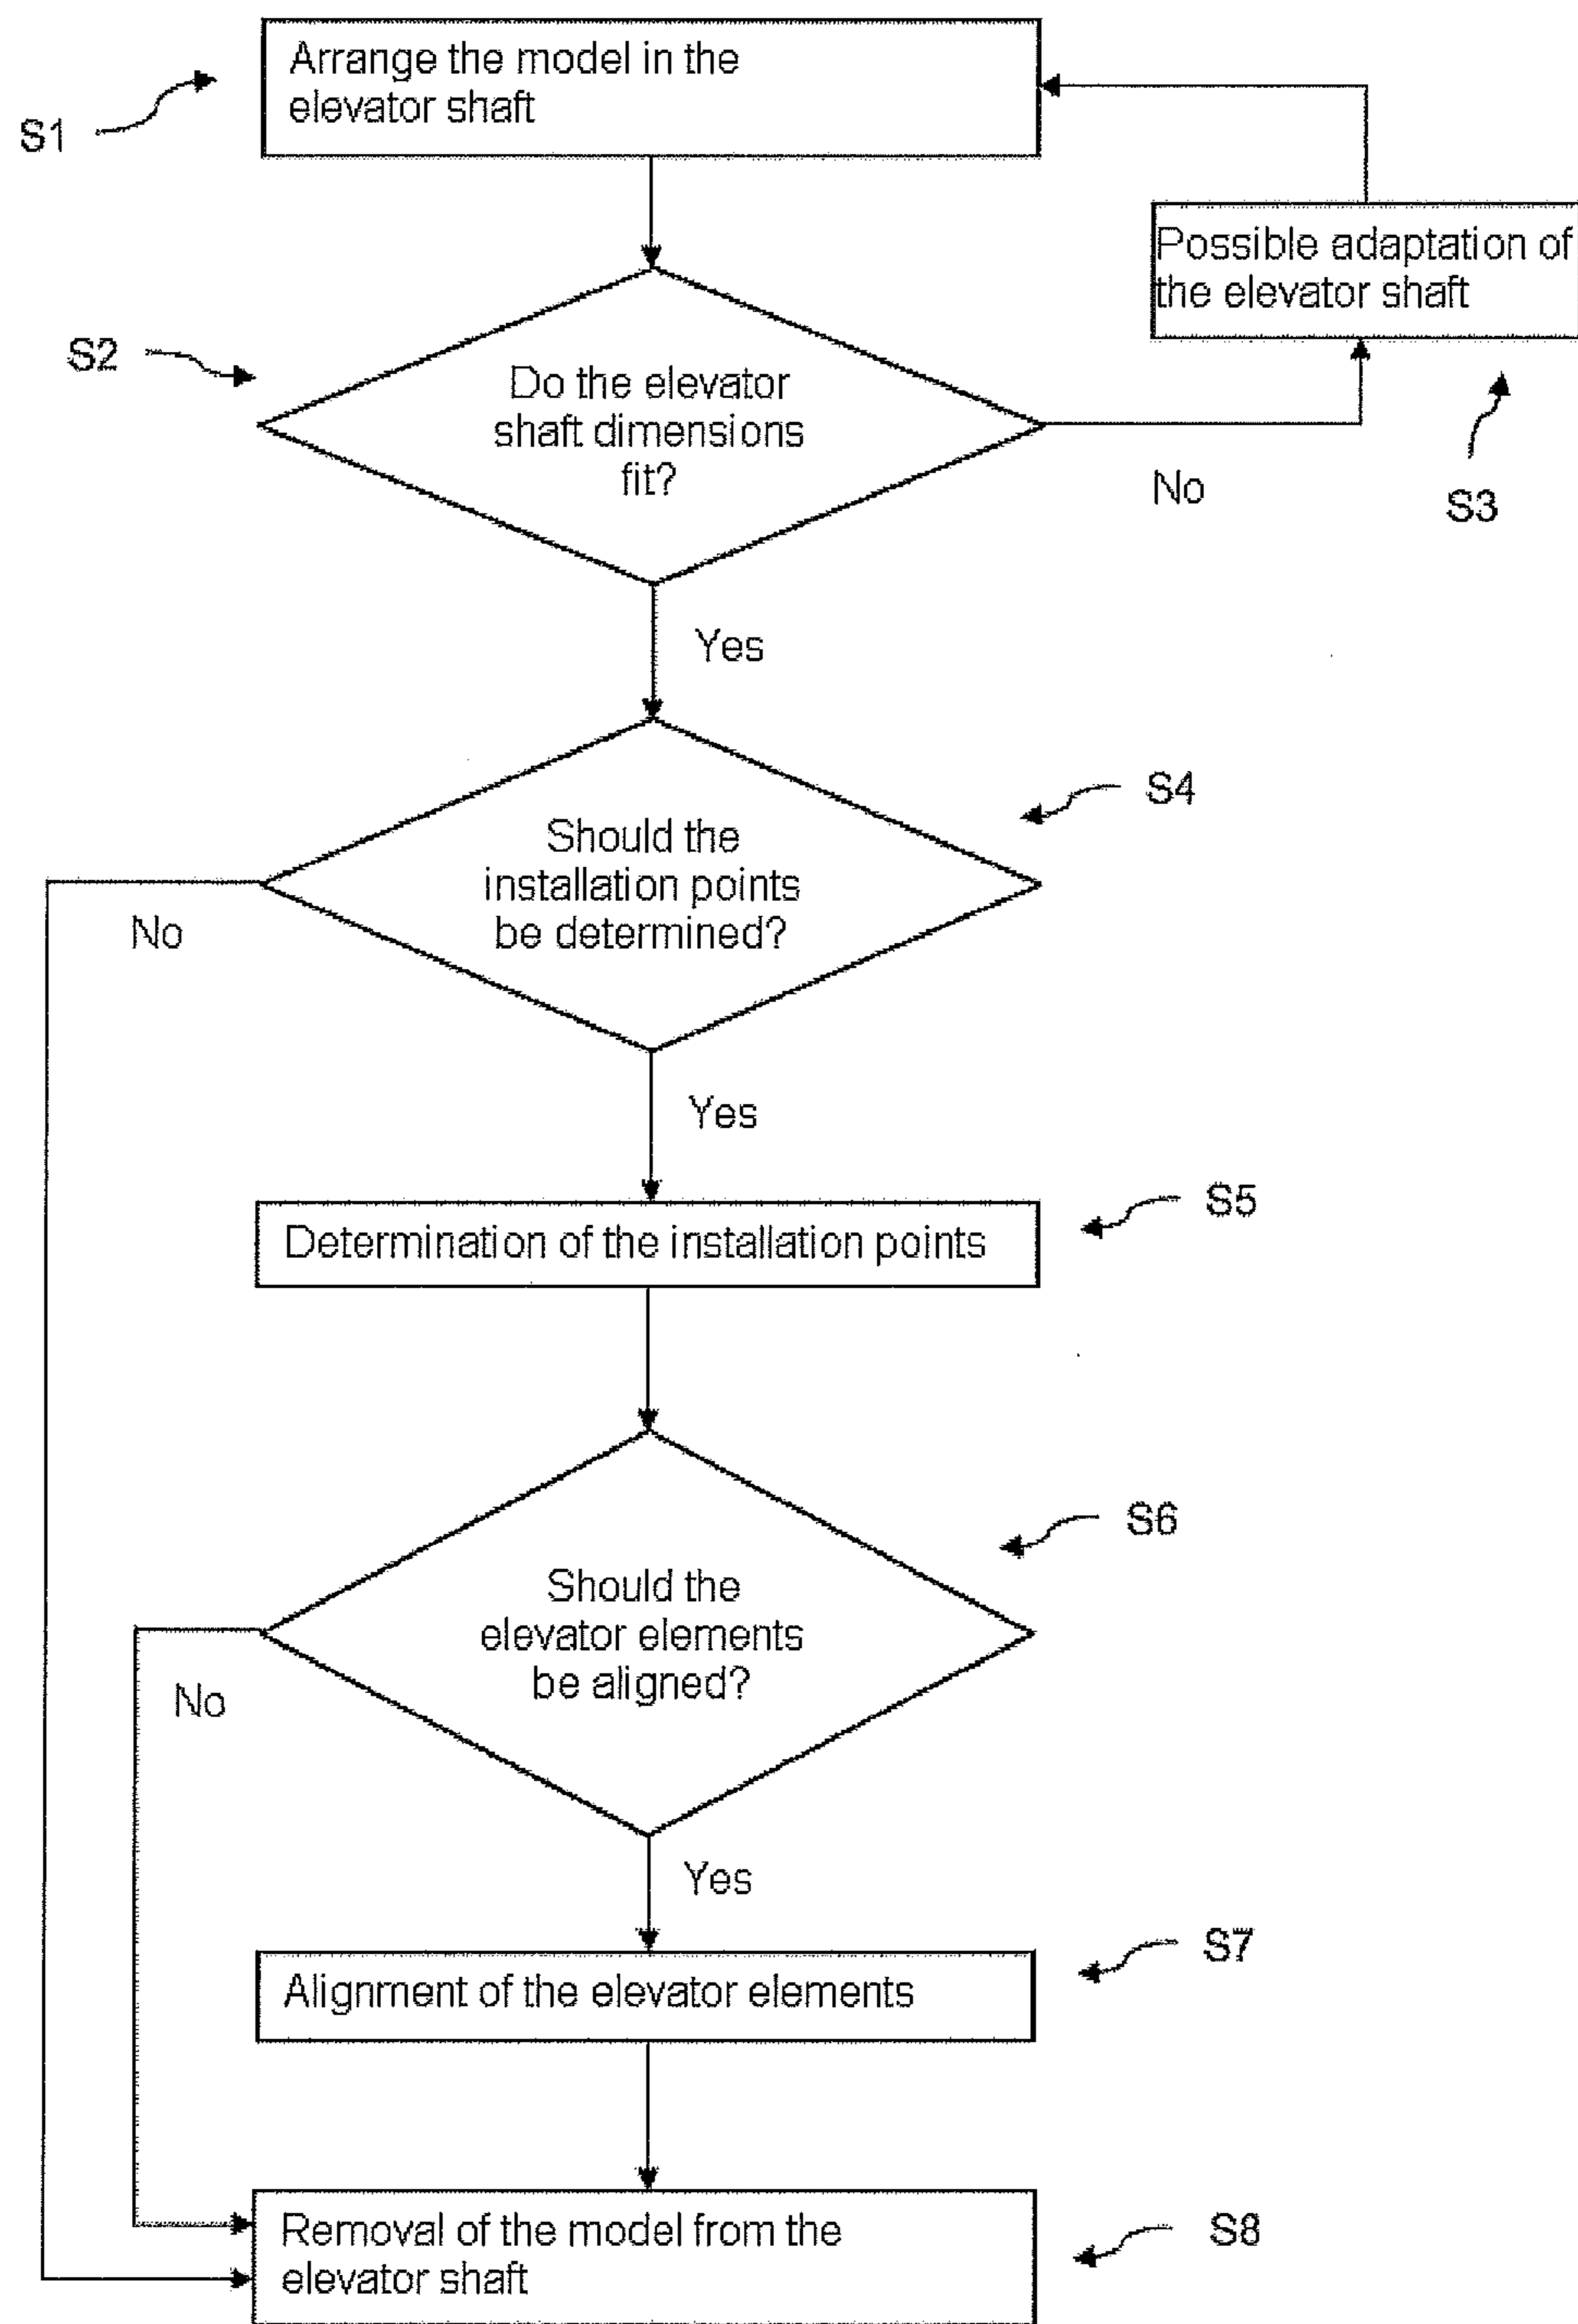 Arrange the model in the
elevator shaft
S1
Possible adaptation of
the elevator shaft
S2
Do the elevator
shaft dimensions
fit?
No
S3
Yes
S4
Should the
installation points
be determined?
No
Yes
S5
Determination of the installation points
S6
Should the
elevator elements
be aligned?
No
Yes
S7
Alignment of the elevator elements
S8
Removal of the model from the
elevator shaft